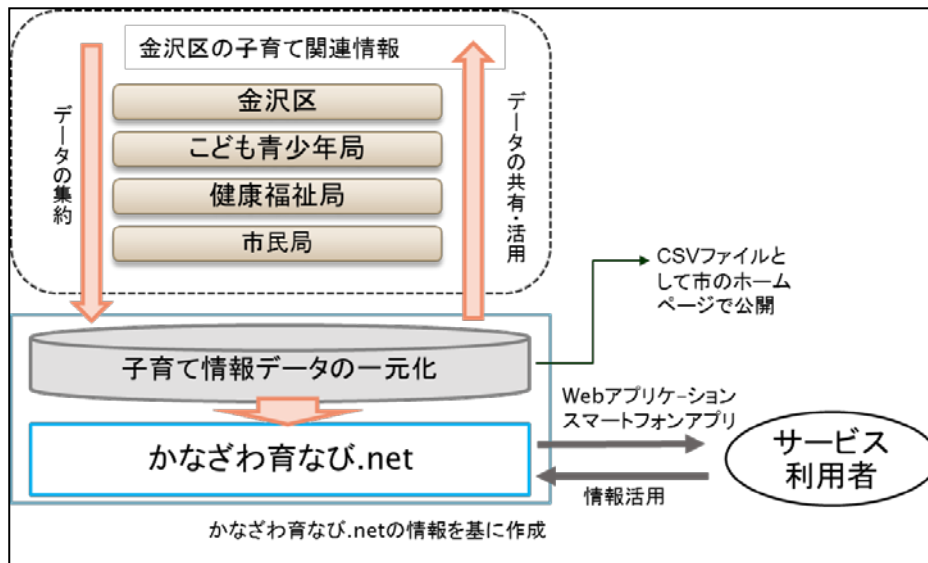 金沢区の子育て関連情報
金沢区
こども青少年局
健康福祉局
市民局
データの集約
データの共有・活用
CSVファイルと
して市のホーム
ページで公開
子育て情報データの一元化
かなざわ育なび.net
Webアプリケーション
スマートフォンアプリ
情報活用
サービス
利用者
かなざわ育なび.netの情報を基に作成